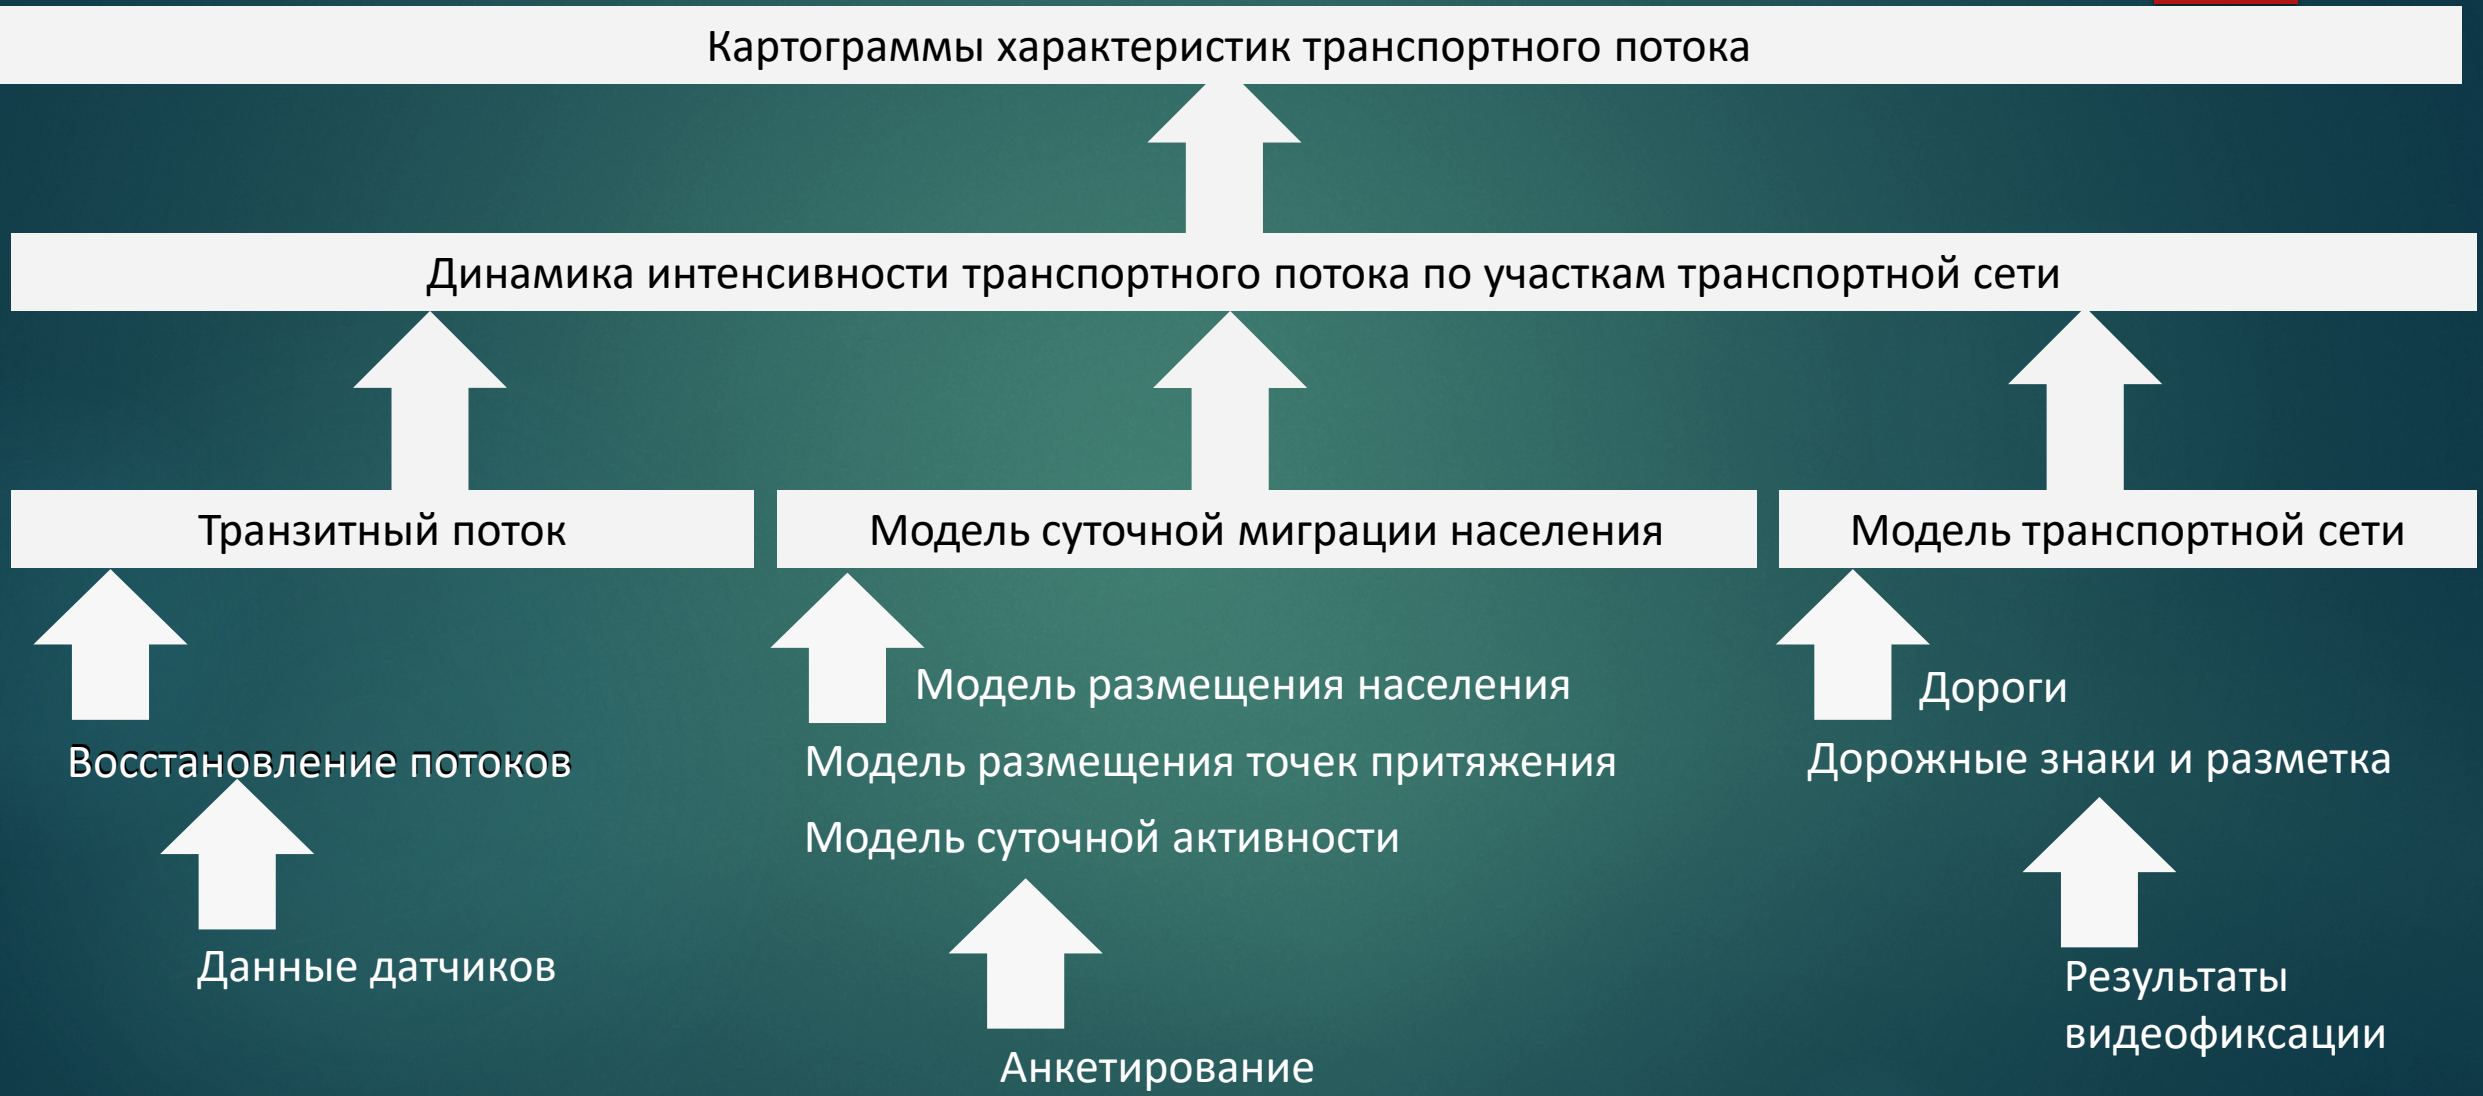 Картограммы характеристик транспортного потока
Динамика интенсивности транспортного потока по участкам транспортной сети
Транзитный поток
Модель суточной миграции населения
Модель транспортной сети
Восстановление потоков
Данные датчиков
Модель размещения населения
Модель размещения точек притяжения
Модель суточной активности
Анкетирование
Дороги
Дорожные знаки и разметка
Результаты
видеофиксации